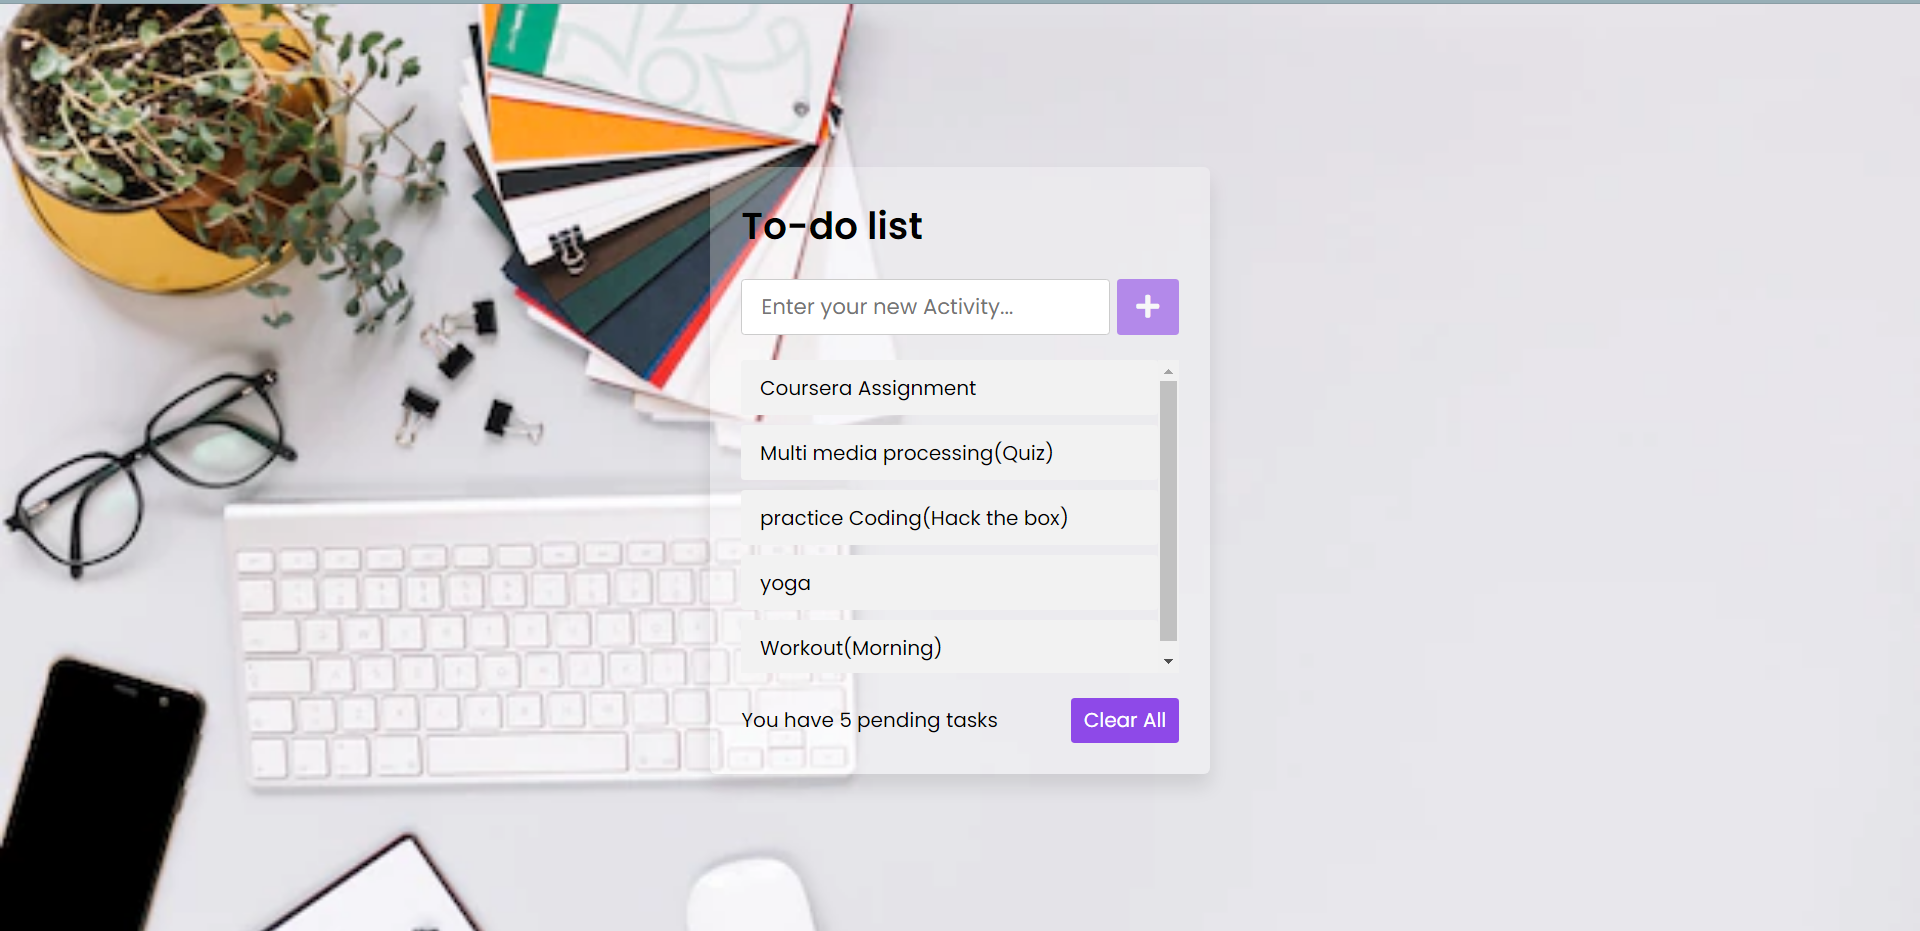 To-do list
Enter your new Activity...
Coursera Assignment
Multi media processing(Quiz)
practice Coding(Hack the box)
yoga
Workout(Morning)
You have 5 pending tasks
Clear All